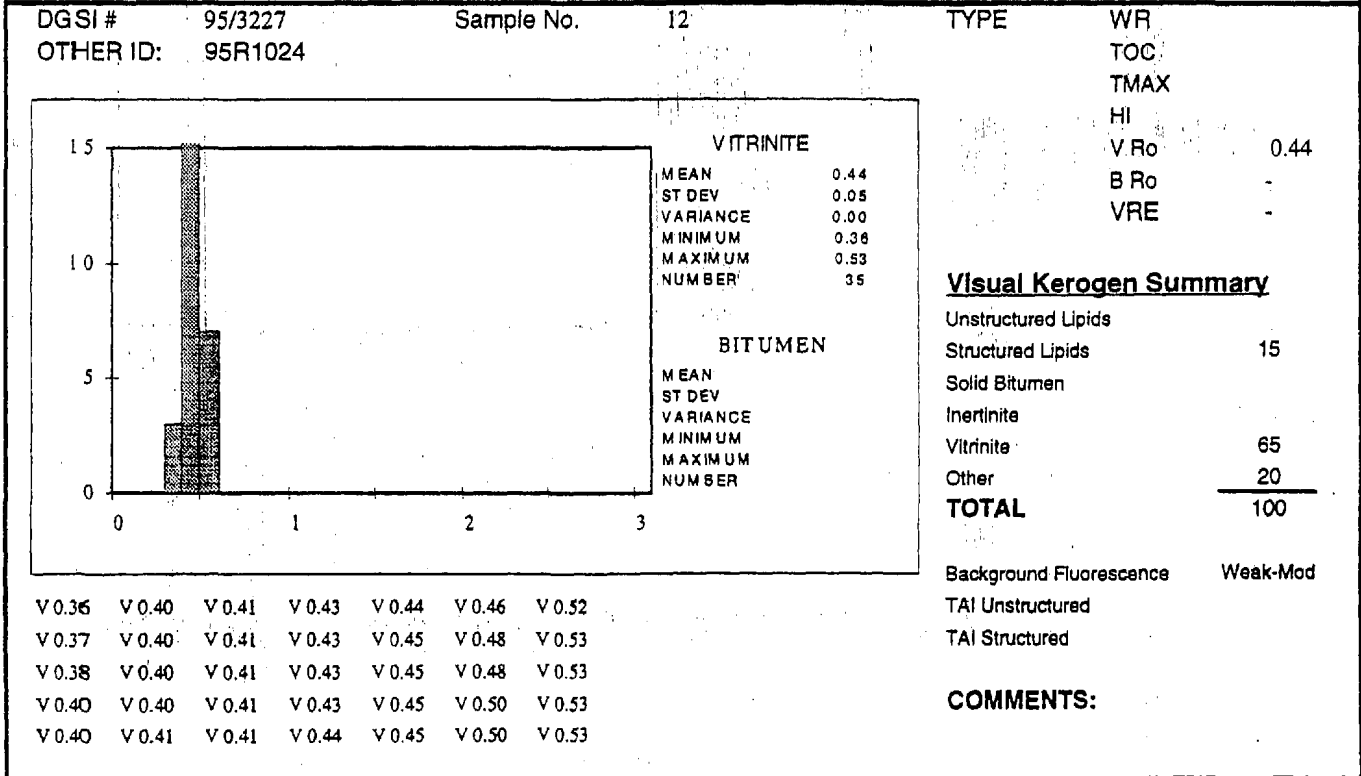 DGSI # 95/3227 Sample No. 12 TYPE WR
OTHER ID: 95R1024 TOC
TMAX
HI
V Ro 0.44
B Ro -
VRE -
15
10
5
0
0 1 2 3
VITRINITE
MEAN 0.44
ST DEV 0.05
VARIANCE 0.00
MINIMUM 0.36
MAXIMUM 0.53
NUMBER 35
BITUMEN
MEAN
ST DEV
VARIANCE
MINIMUM
MAXIMUM
NUMBER
Visual Kerogen Summary
Unstructured Lipids
Structured Lipids 15
Solid Bitumen
Inertinite
Vitrinite 65
Other 20
TOTAL 100
Background Fluorescence Weak-Mod
TAI Unstructured
TAI Structured
COMMENTS:
V 0.36 V 0.40 V 0.41 V 0.43 V 0.44 V 0.46 V 0.52
V 0.37 V 0.40 V 0.41 V 0.43 V 0.45 V 0.48 V 0.53
V 0.38 V 0.40 V 0.41 V 0.43 V 0.45 V 0.48 V 0.53
V 0.40 V 0.40 V 0.41 V 0.43 V 0.45 V 0.50 V 0.53
V 0.40 V 0.41 V 0.41 V 0.44 V 0.45 V 0.50 V 0.53